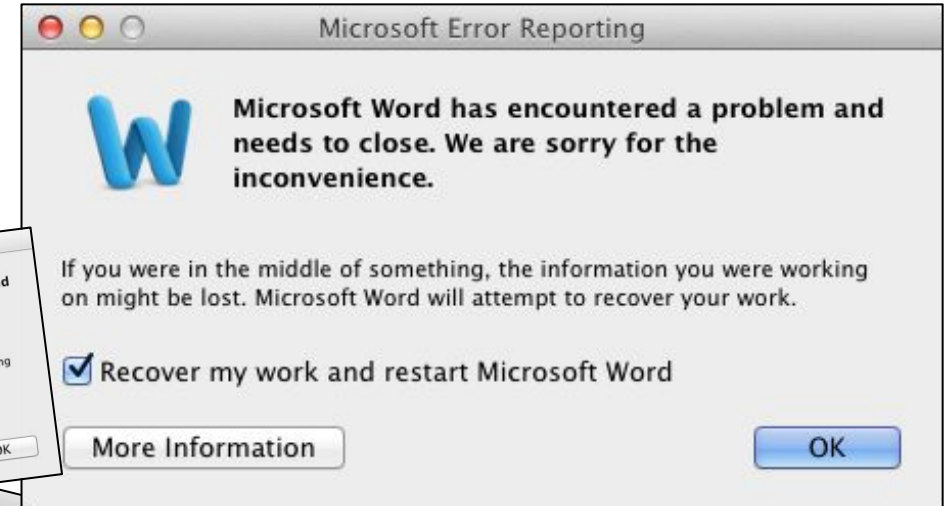 Microsoft Error Reporting
Microsoft Word has encountered a problem and
needs to close. We are sorry for the
inconvenience.
If you were in the middle of something, the information you were working
on might be lost. Microsoft Word will attempt to recover your work.
Recover my work and restart Microsoft Word
More Information
OK